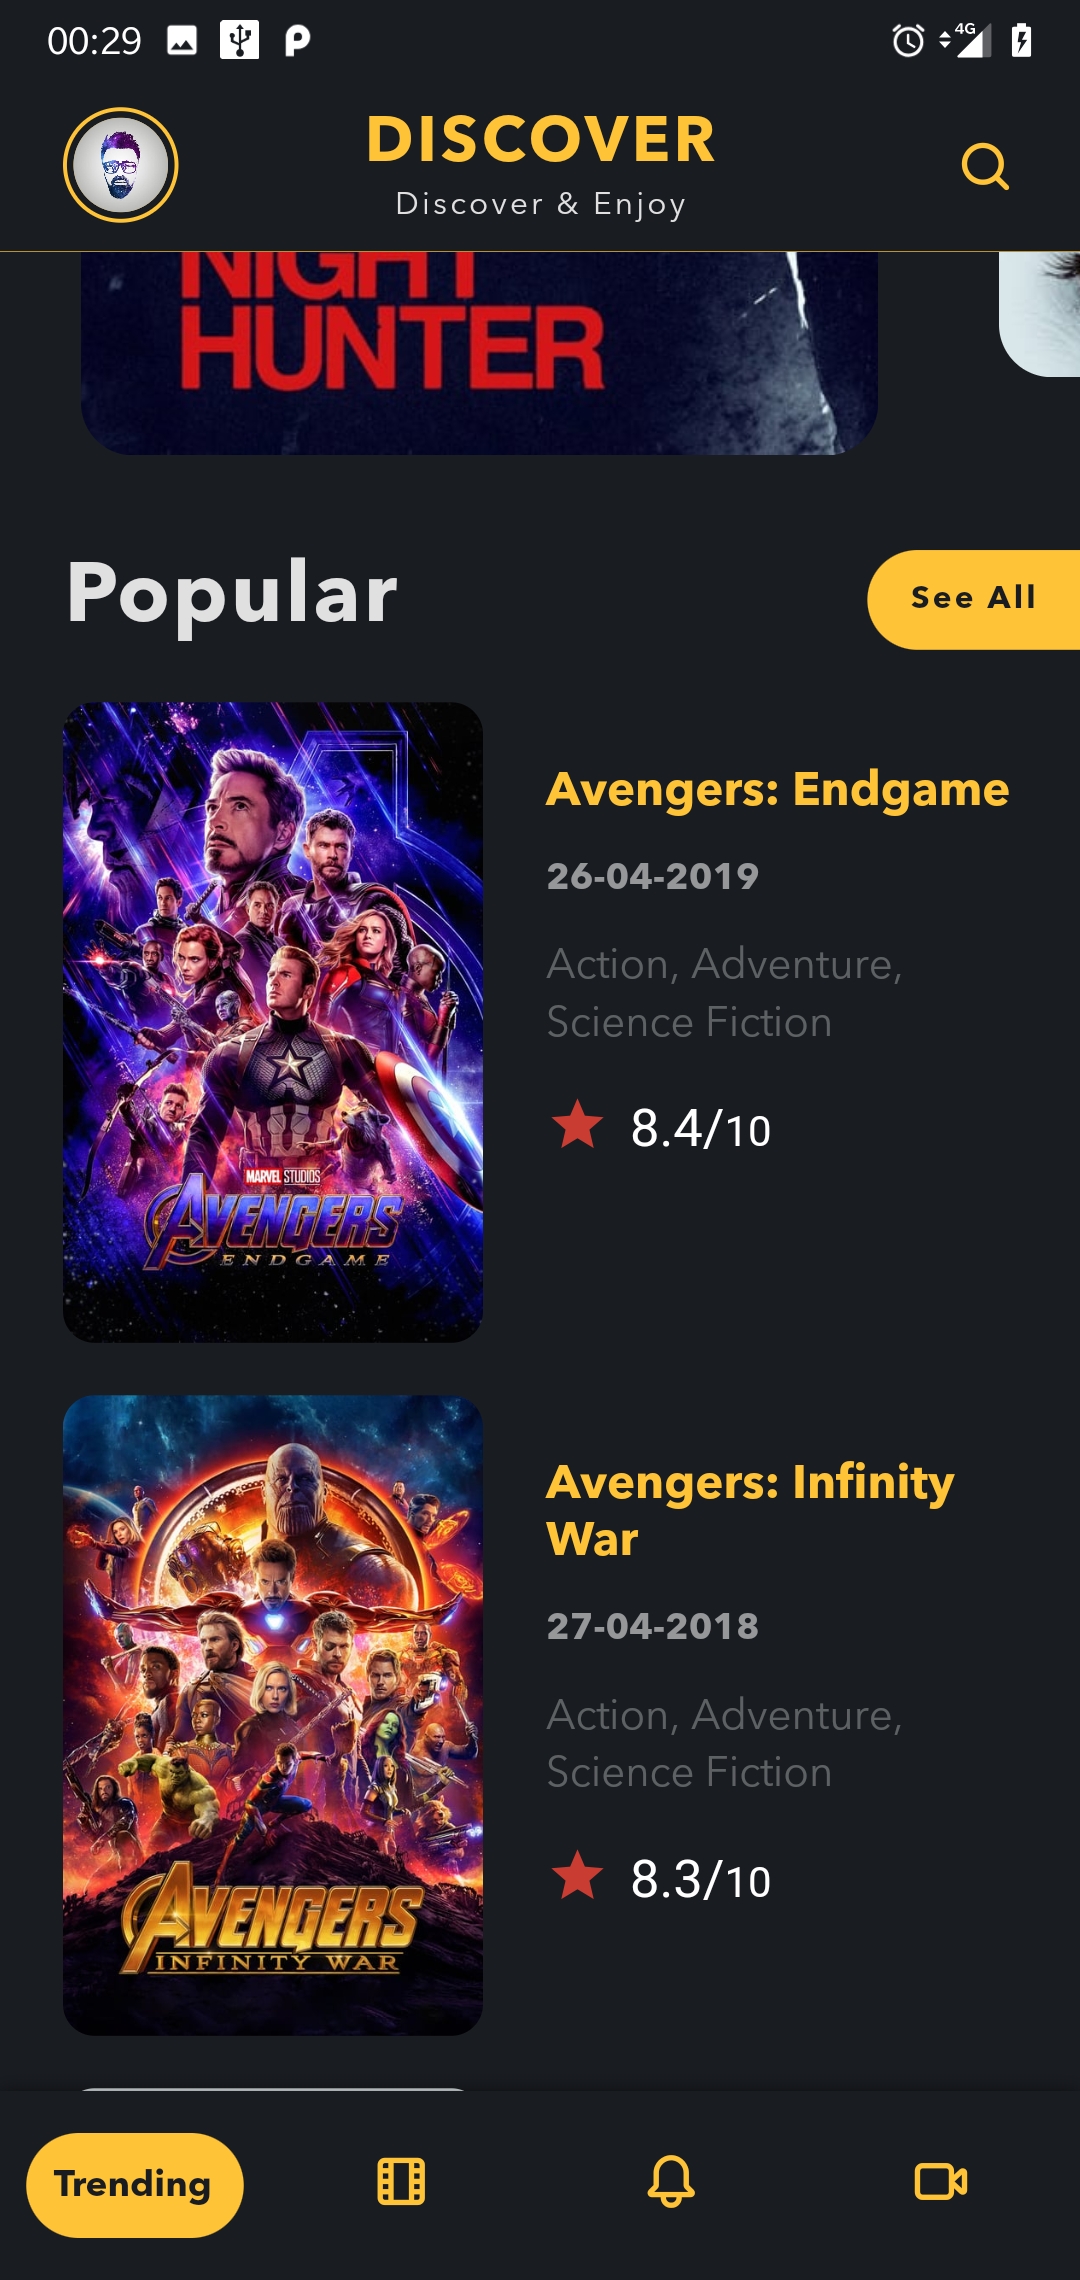 00:29
4G
DISCOVER
Discover & Enjoy
NIGHT
HUNTER
Popular
See All
MARVEL STUDIOS
AVENGERS
ENDGAME
Avengers: Endgame
26-04-2019
Action, Adventure,
Science Fiction
8.4/10
AVENGERS
INFINITY WAR
Avengers: Infinity
War
27-04-2018
Action, Adventure,
Science Fiction
8.3/10
Trending